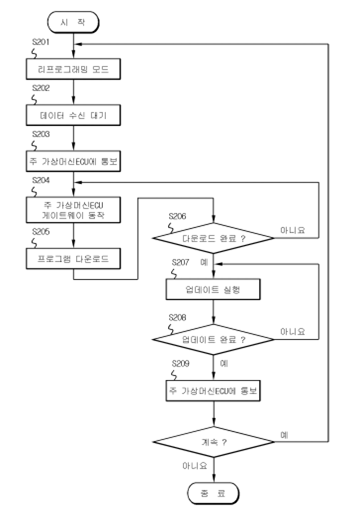 시 작
S201
리프로그래밍 모드
S202
데이터 수신 대기
S203
주 가상머신ECU에 통보
S204
주 가상머신ECU
게이트웨이 동작
S205
프로그램 다운로드
S206
다운로드 완료 ?
아니요
S207
예
업데이트 실행
S208
업데이트 완료 ?
아니요
S209
예
주 가상머신ECU에 통보
계속 ?
예
아니요
종 료